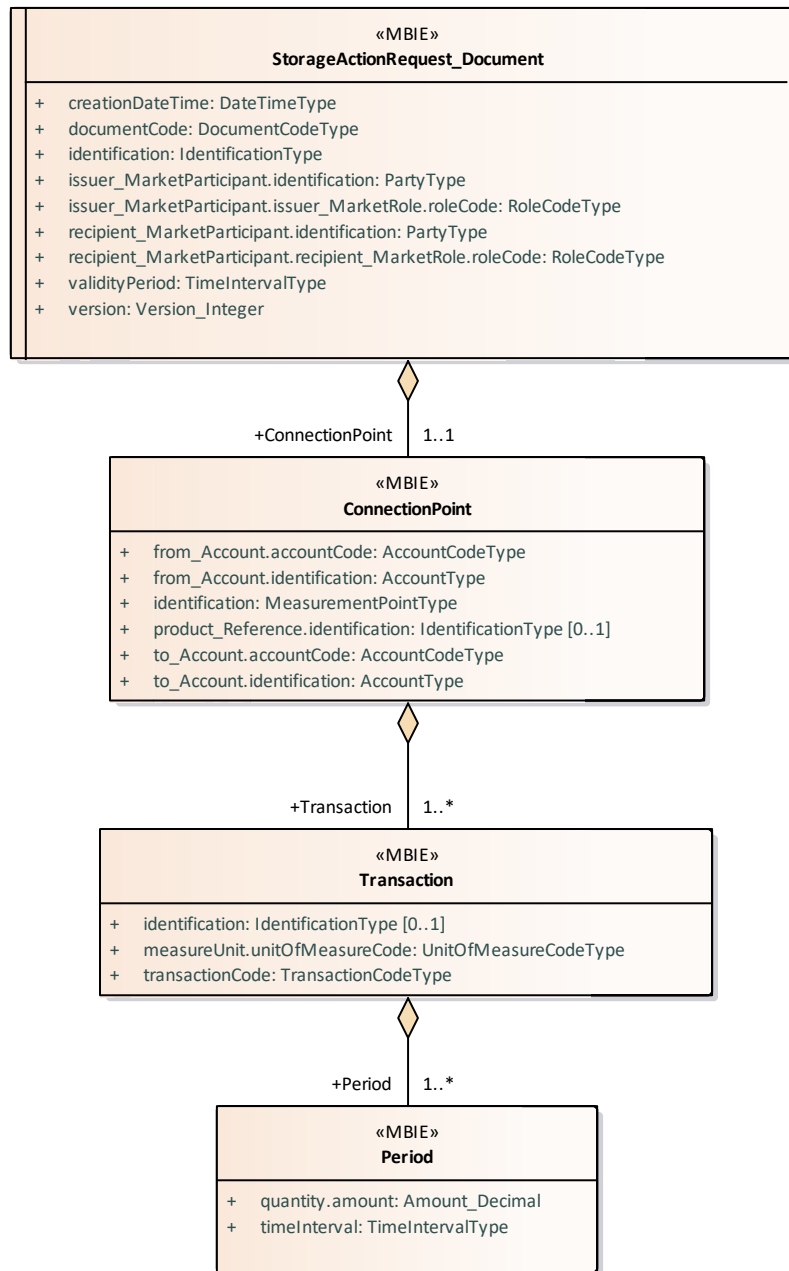 «MBIE»
StorageActionRequest_Document
+ creationDateTime: DateTimeType
+ documentCode: DocumentCodeType
+ identification: IdentificationType
+ issuer_MarketParticipant.identification: PartyType
+ issuer_MarketParticipant.issuer_MarketRole.roleCode: RoleCodeType
+ recipient_MarketParticipant.identification: PartyType
+ recipient_MarketParticipant.recipient_MarketRole.roleCode: RoleCodeType
+ validityPeriod: TimeIntervalType
+ version: Version_Integer
+ConnectionPoint 1..1
«MBIE»
ConnectionPoint
+ from_Account.accountCode: AccountCodeType
+ from_Account.identification: AccountType
+ identification: MeasurementPointType
+ product_Reference.identification: IdentificationType [0..1]
+ to_Account.accountCode: AccountCodeType
+ to_Account.identification: AccountType
+Transaction 1..*
«MBIE»
Transaction
+ identification: IdentificationType [0..1]
+ measureUnit.unitOfMeasureCode: UnitOfMeasureCodeType
+ transactionCode: TransactionCodeType
+Period 1..*
«MBIE»
Period
+ quantity.amount: Amount_Decimal
+ timeInterval: TimeIntervalType